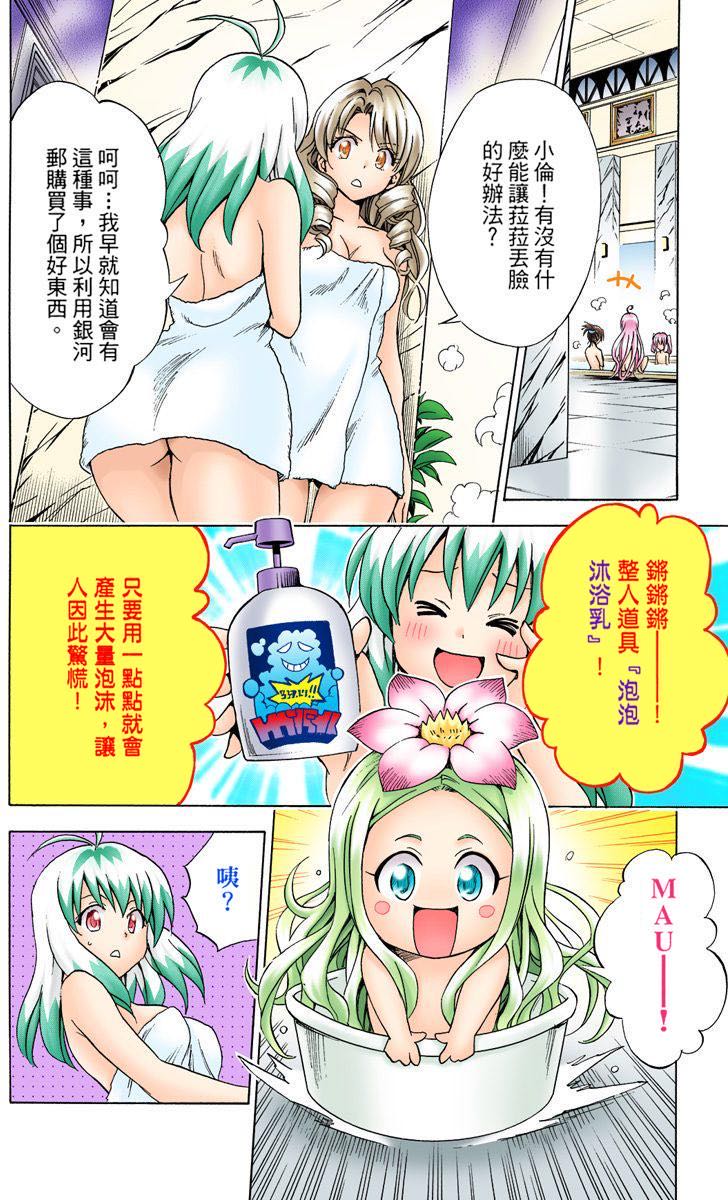 小倫！有沒有什
麼能讓菈菈丟臉
的好辦法？
呵呵…我早就知道會有
這種事，所以利用銀河
郵購買了個好東西。
鏘鏘鏘——！
整人道具『泡泡
沐浴乳』！
只要用一點點就會
產生大量泡沫，讓
人因此驚慌！
MAU——！
咦？